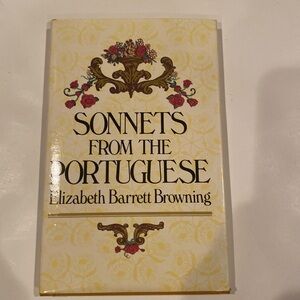 SONNETS
FROM THE
PORTUGUESE
Elizabeth Barrett Browning